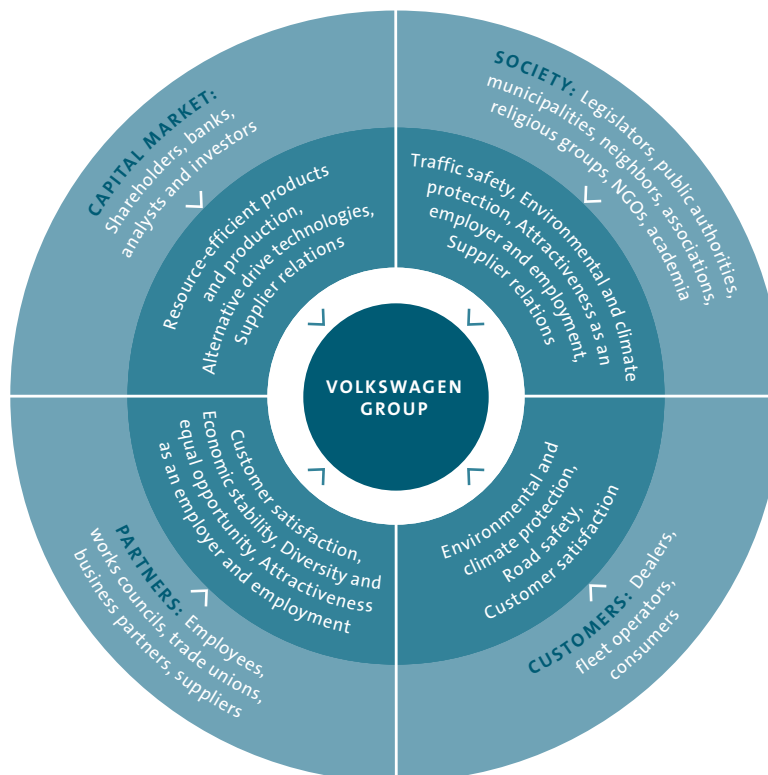 CAPITAL MARKET:
Shareholders, banks,
analysts and investors
Resource-efficient products
and production,
Alternative drive technologies,
Supplier relations
SOCIETY: Legislators, public authorities,
municipalities, neighbors, associations,
religious groups, NGOs, academia
Traffic safety, Environmental and climate
protection, Attractiveness as an
employer and employment,
Supplier relations
VOLKSWAGEN
GROUP
Customer satisfaction,
Economic stability, Diversity and
equal opportunity, Attractiveness
as an employer and employment
PARTNERS: Employees,
works councils, trade unions,
business partners, suppliers
Environmental and
climate protection,
Road safety,
Customer satisfaction
CUSTOMERS: Dealers,
fleet operators,
consumers